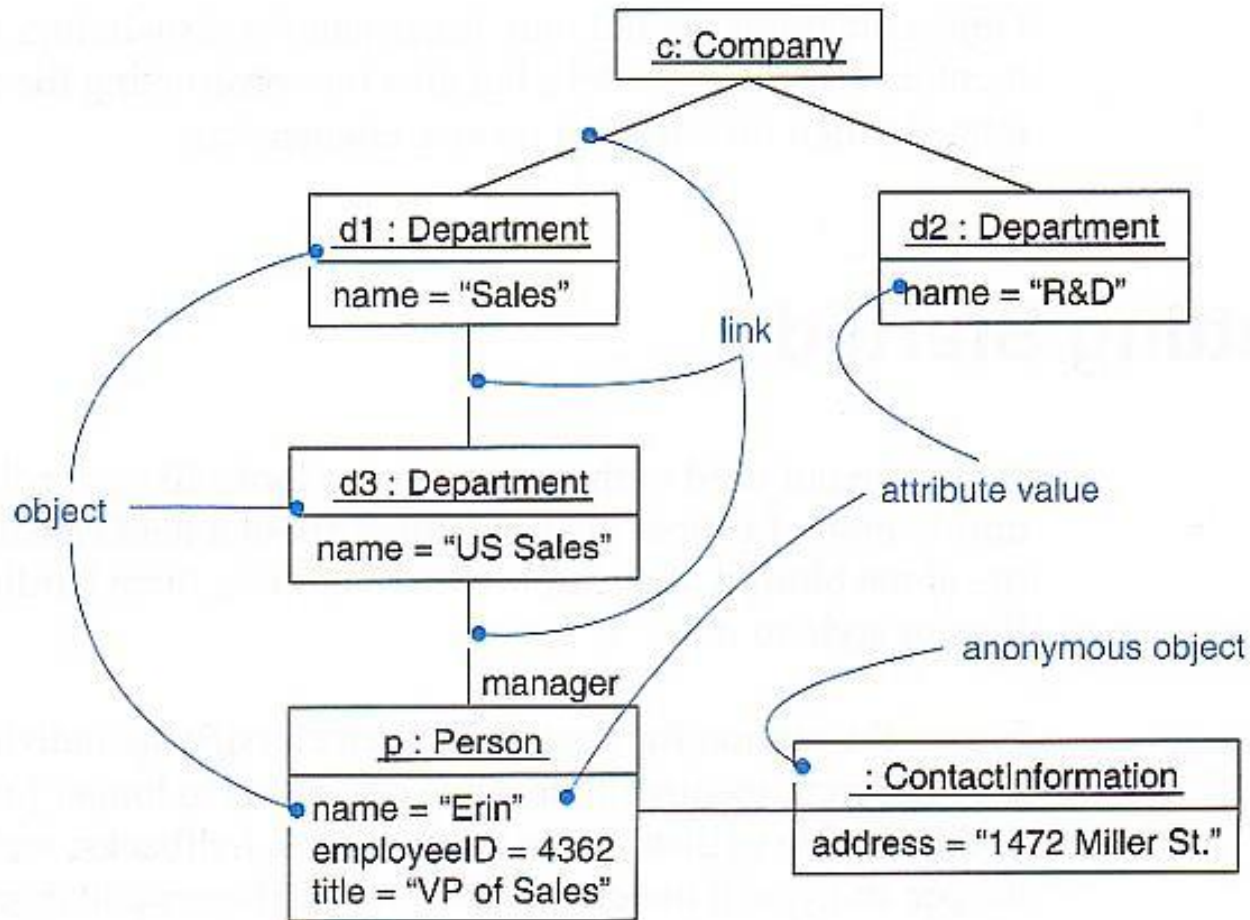 c: Company
d1 : Department
name = “Sales”
d2 : Department
name = “R&D”
link
d3 : Department
name = “US Sales”
object
attribute value
anonymous object
manager
p : Person
name = “Erin”
employeeID = 4362
title = “VP of Sales”
: ContactInformation
address = “1472 Miller St.”